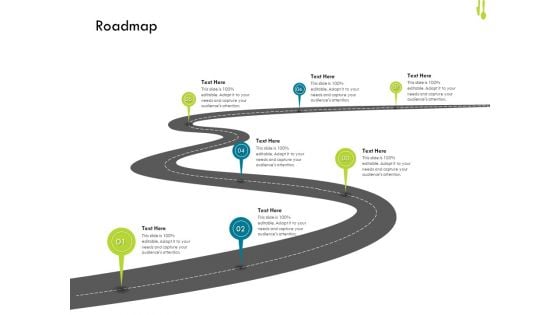 Roadmap
01
Text Here
This slide is 100%
editable. Adapt it to your
needs and capture your
audience's attention.
02
Text Here
This slide is 100%
editable. Adapt it to your
needs and capture your
audience's attention.
03
Text Here
This slide is 100%
editable. Adapt it to your
needs and capture your
audience's attention.
04
Text Here
This slide is 100%
editable. Adapt it to your
needs and capture your
audience's attention.
05
Text Here
This slide is 100%
editable. Adapt it to your
needs and capture your
audience's attention.
06
Text Here
This slide is 100%
editable. Adapt it to your
needs and capture your
audience's attention.
Text Here
This slide is 100%
editable. Adapt it to your
needs and capture your
audience's attention.